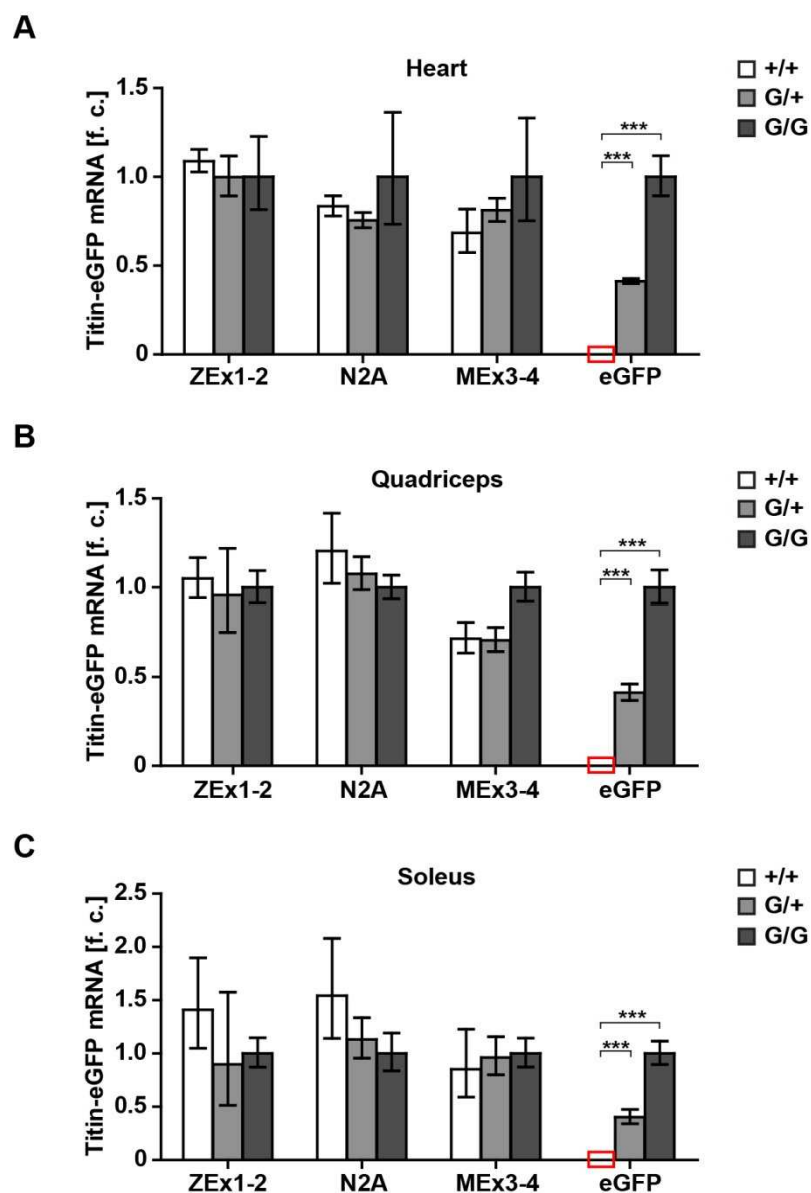 A
Heart
+/+
G/+
G/G
Titin-eGFP mRNA [f. c.]
1.5
1.0
0.5
0
***
***
ZEx1-2 N2A MEx3-4 eGFP
B
Quadriceps
+/+
G/+
G/G
Titin-eGFP mRNA [f. c.]
1.5
1.0
0.5
0
***
***
ZEx1-2 N2A MEx3-4 eGFP
C
Soleus
+/+
G/+
G/G
Titin-eGFP mRNA [f. c.]
2.5
2.0
1.5
1.0
0.5
0
***
***
ZEx1-2 N2A MEx3-4 eGFP